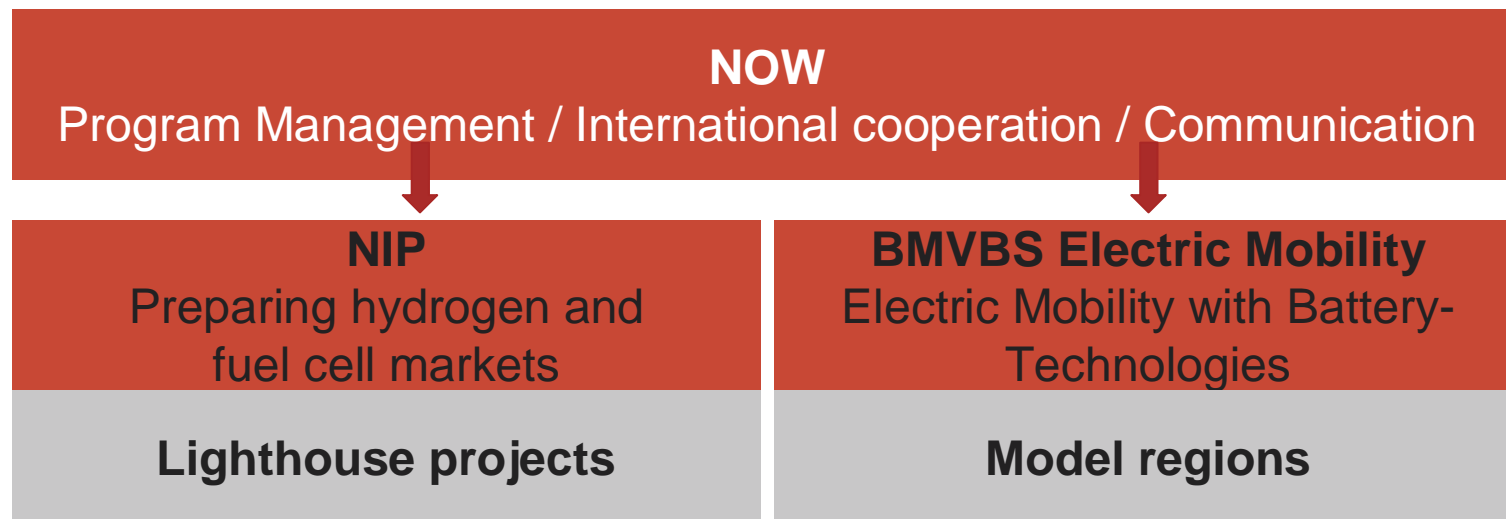 NOW
Program Management / International cooperation / Communication
NIP
Preparing hydrogen and
fuel cell markets
BMVBS Electric Mobility
Electric Mobility with Battery-
Technologies
Lighthouse projects
Model regions